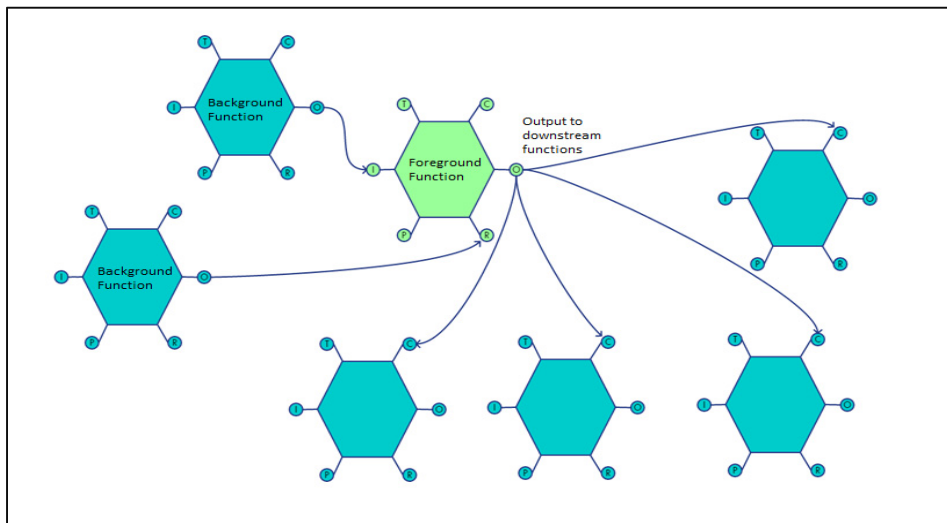 T
C
Background
Function
I
O
P
R
T
C
Foreground
Function
I
O
P
R
Output to
downstream
functions
T
C
I
O
P
R
T
C
Background
Function
I
O
P
R
T
C
I
O
P
R
T
C
I
O
P
R
T
C
I
O
P
R